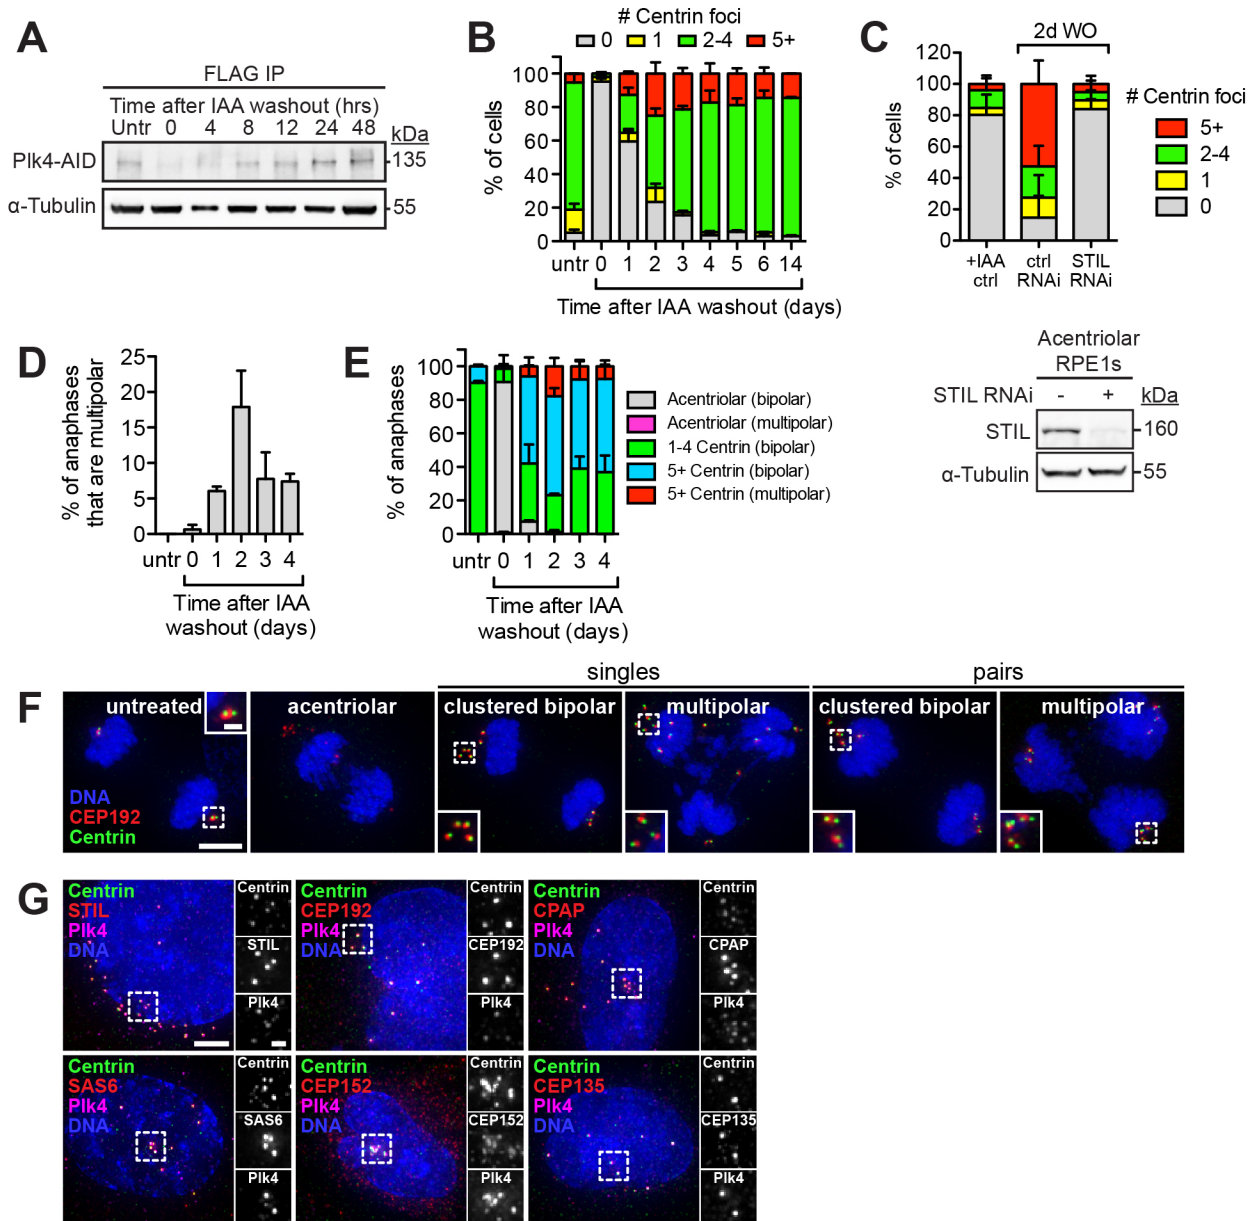 A
FLAG IP
Time after IAA washout (hrs)
Untr 0 4 8 12 24 48 kDa
Plk4-AID 135
α-Tubulin 55
B
# Centrin foci
0 1 2-4 5+
% of cells
100
80
60
40
20
0
untr 0 1 2 3 4 5 6 14
Time after IAA washout (days)
C
2d WO
% of cells
120
100
80
60
40
20
0
+IAA ctrl
ctrl RNAi
STIL RNAi
# Centrin foci
5+
2-4
1
0
Acentriolar
RPE1s
STIL RNAi - + kDa
STIL 160
α-Tubulin 55
D
% of anaphases
that are multipolar
25
20
15
10
5
0
untr 0 1 2 3 4
Time after IAA
washout (days)
E
% of anaphases
100
80
60
40
20
0
untr 0 1 2 3 4
Time after IAA
washout (days)
Acentriolar (bipolar)
Acentriolar (multipolar)
1-4 Centrin (bipolar)
5+ Centrin (bipolar)
5+ Centrin (multipolar)
F
singles pairs
untreated acentriolar clustered bipolar multipolar clustered bipolar multipolar
DNA
CEP192
Centrin
G
Centrin
STIL
Plk4
DNA
Centrin
STIL
Plk4
Centrin
CEP192
Plk4
DNA
Centrin
CEP192
Plk4
Centrin
CPAP
Plk4
DNA
Centrin
CPAP
Plk4
Centrin
SAS6
Plk4
DNA
Centrin
SAS6
Plk4
Centrin
CEP152
Plk4
DNA
Centrin
CEP152
Plk4
Centrin
CEP135
Plk4
DNA
Centrin
CEP135
Plk4